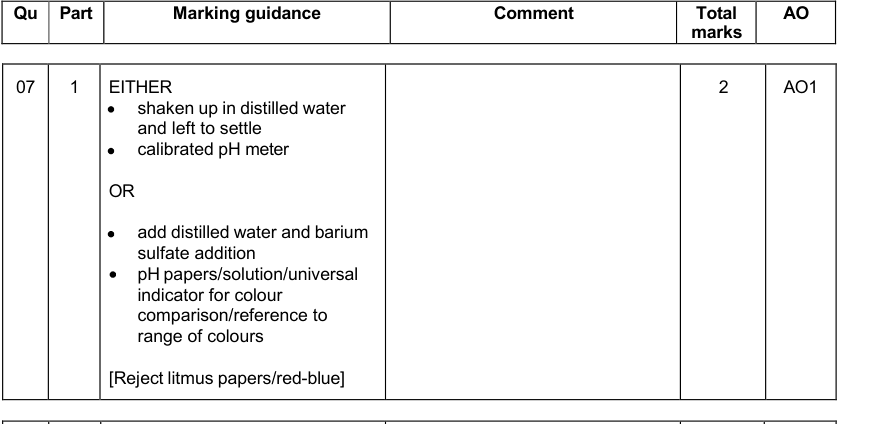 Qu Part Marking guidance Comment Total marks AO
07 1 EITHER 2 AO1
• shaken up in distilled water
and left to settle
• calibrated pH meter
OR
• add distilled water and barium
sulfate addition
• pH papers/solution/universal
indicator for colour
comparison/reference to
range of colours
[Reject litmus papers/red-blue]